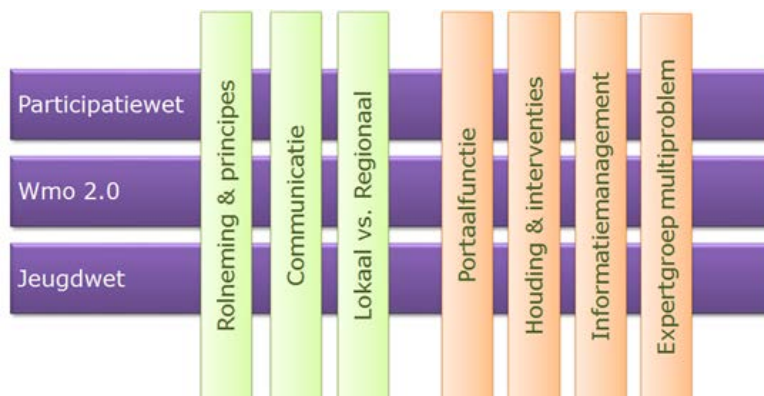 Participatiewet
Wmo 2.0
Jeugdwet
Rolneming & principes
Communicatie
Lokaal vs. Regionaal
Portaalfunctie
Houding & interventies
Informatiemanagement
Expertgroep multiproblem